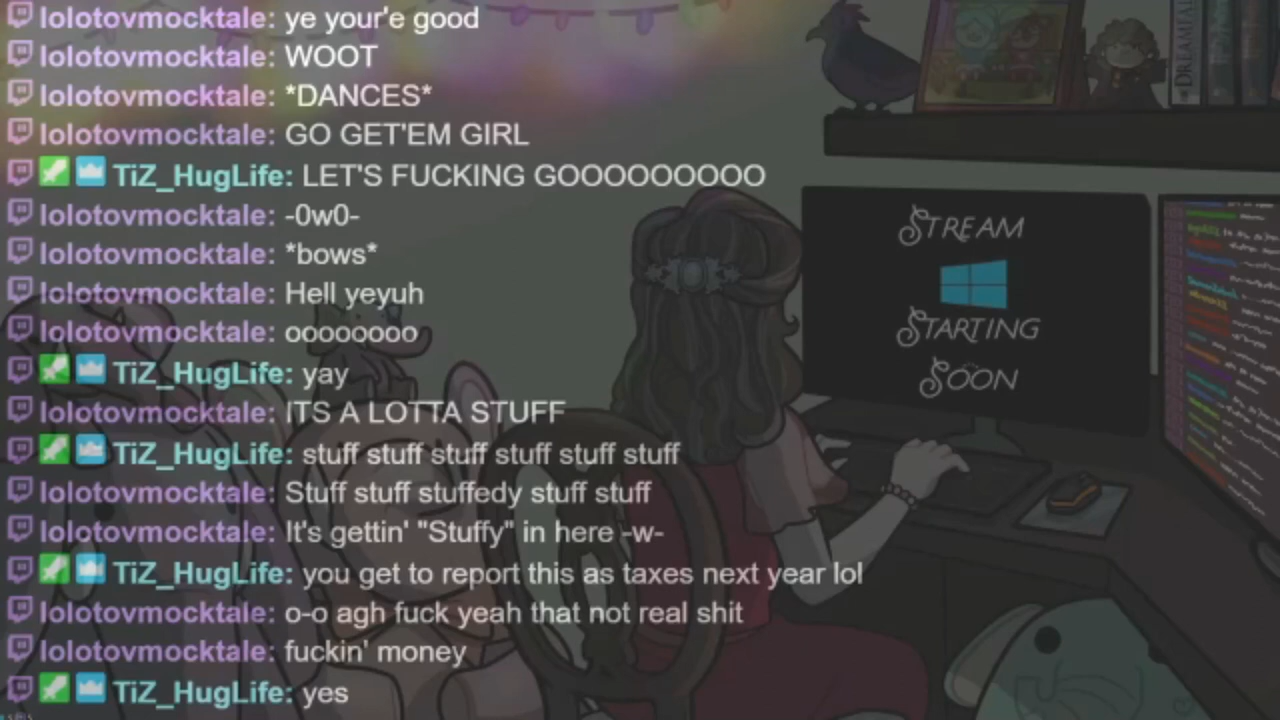 lolotovmocktale: ye your'e good
lolotovmocktale: WOOT
lolotovmocktale: *DANCES*
lolotovmocktale: GO GET'EM GIRL
TiZ_HugLife: LET'S FUCKING GOOOOOOOOO
lolotovmocktale: -0w0-
lolotovmocktale: *bows*
lolotovmocktale: Hell yeyuh
lolotovmocktale: oooooooo
TiZ_HugLife: yay
lolotovmocktale: ITS A LOTTA STUFF
TiZ_HugLife: stuff stuff stuff stuff stuff stuff
lolotovmocktale: Stuff stuff stuffedy stuff stuff
lolotovmocktale: It's gettin' "Stuffy" in here -w-
TiZ_HugLife: you get to report this as taxes next year lol
lolotovmocktale: o-o agh fuck yeah that not real shit
lolotovmocktale: fuckin' money
TiZ_HugLife: yes
STREAM
STARTING
SOON